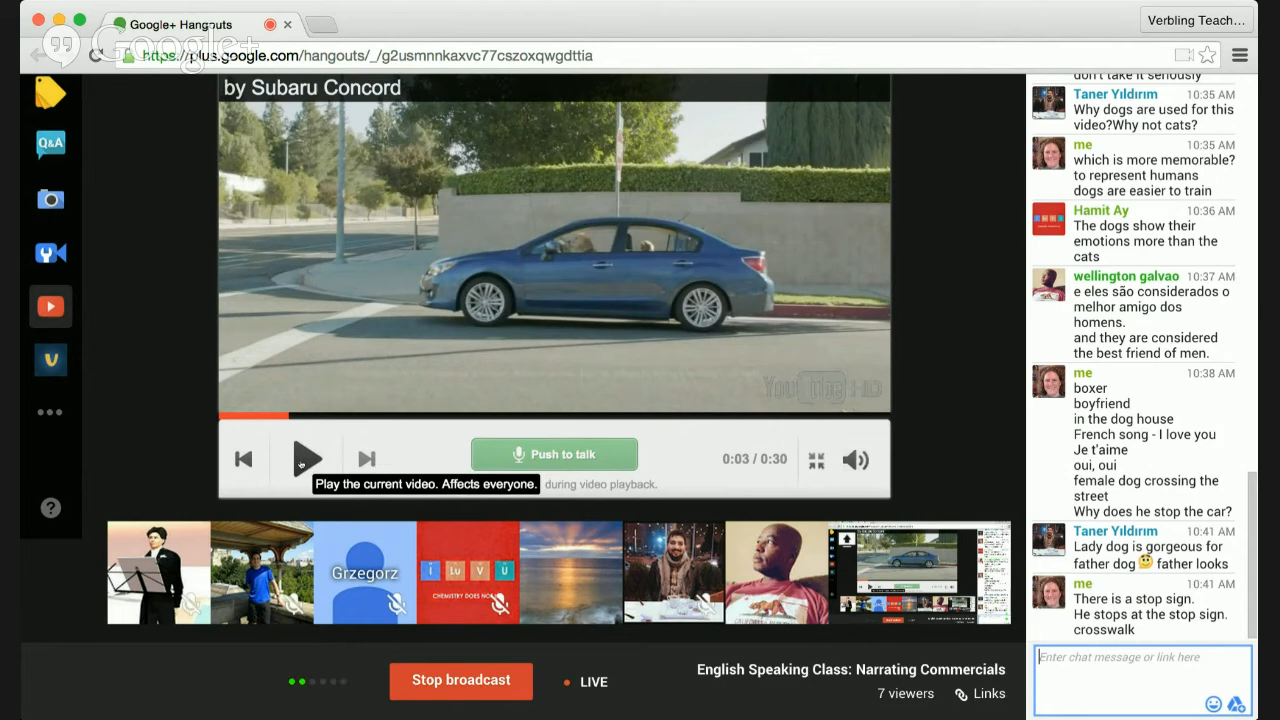 Google+ Hangouts
Verbling Teach...
Google+
https://plus.google.com/hangouts/_/g2usmnnkaxvc77cszoxqvgdttia
by Subaru Concord
Q&A
You Tube HD
Push to talk
0:03 / 0:30
Play the current video. Affects everyone.
during video playback.
Grzegorz
CHEMISTRY DOES NO
Stop broadcast
LIVE
English Speaking Class: Narrating Commercials
7 viewers
Links
don't take it seriously
Taner Yıldırım 10:35 AM
Why dogs are used for this
video?Why not cats?
me 10:35 AM
which is more memorable?
to represent humans
dogs are easier to train
Hamit Ay 10:36 AM
The dogs show their
emotions more than the
cats
wellington galvao 10:37 AM
e eles são considerados o
melhor amigo dos
homens.
and they are considered
the best friend of men.
me 10:38 AM
boxer
boyfriend
in the dog house
French song - I love you
Je t'aime
oui, oui
female dog crossing the
street
Why does he stop the car?
Taner Yıldırım 10:41 AM
Lady dog is gorgeous for
father dog father looks
me 10:41 AM
There is a stop sign.
He stops at the stop sign.
crosswalk
Enter chat message or link here